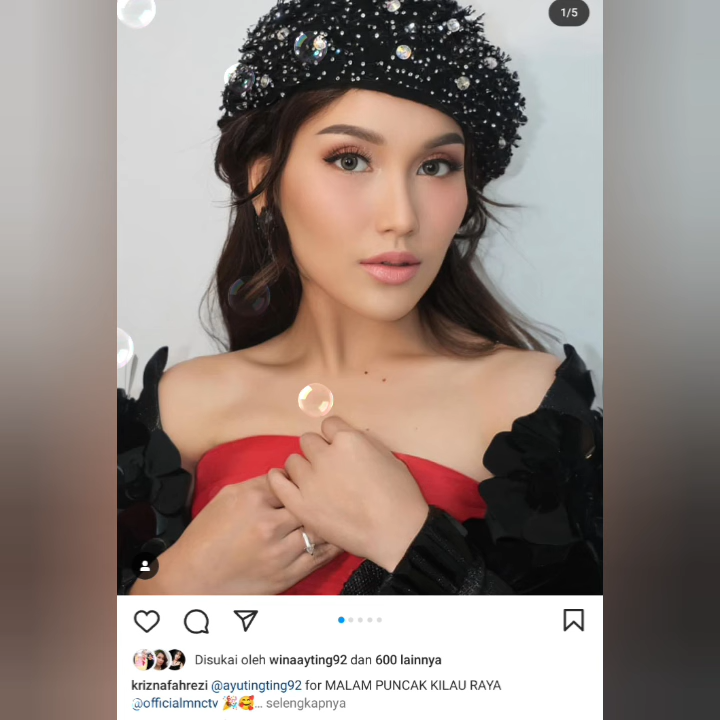 1/5
Disukai oleh winaayting92 dan 600 lainnya
kriznafahrezi @ayutingting92 for MALAM PUNCAK KILAU RAYA
@officialmnctv 🎉🥰... selengkapnya